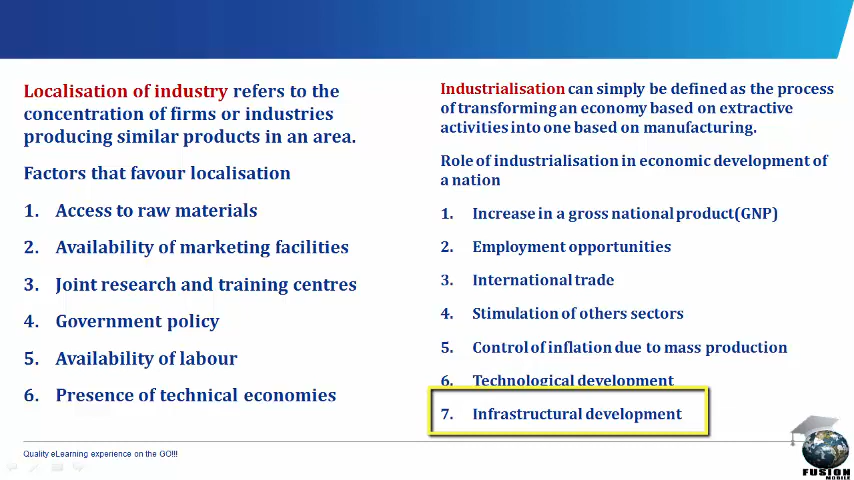 Localisation of industry refers to the
concentration of firms or industries
producing similar products in an area.
Factors that favour localisation
1. Access to raw materials
2. Availability of marketing facilities
3. Joint research and training centres
4. Government policy
5. Availability of labour
6. Presence of technical economies
Industrialisation can simply be defined as the process
of transforming an economy based on extractive
activities into one based on manufacturing.
Role of industrialisation in economic development of
a nation
1. Increase in a gross national product(GNP)
2. Employment opportunities
3. International trade
4. Stimulation of others sectors
5. Control of inflation due to mass production
6. Technological development
7. Infrastructural development
Quality eLearning experience on the GO!!!
FUSION
MOBILE